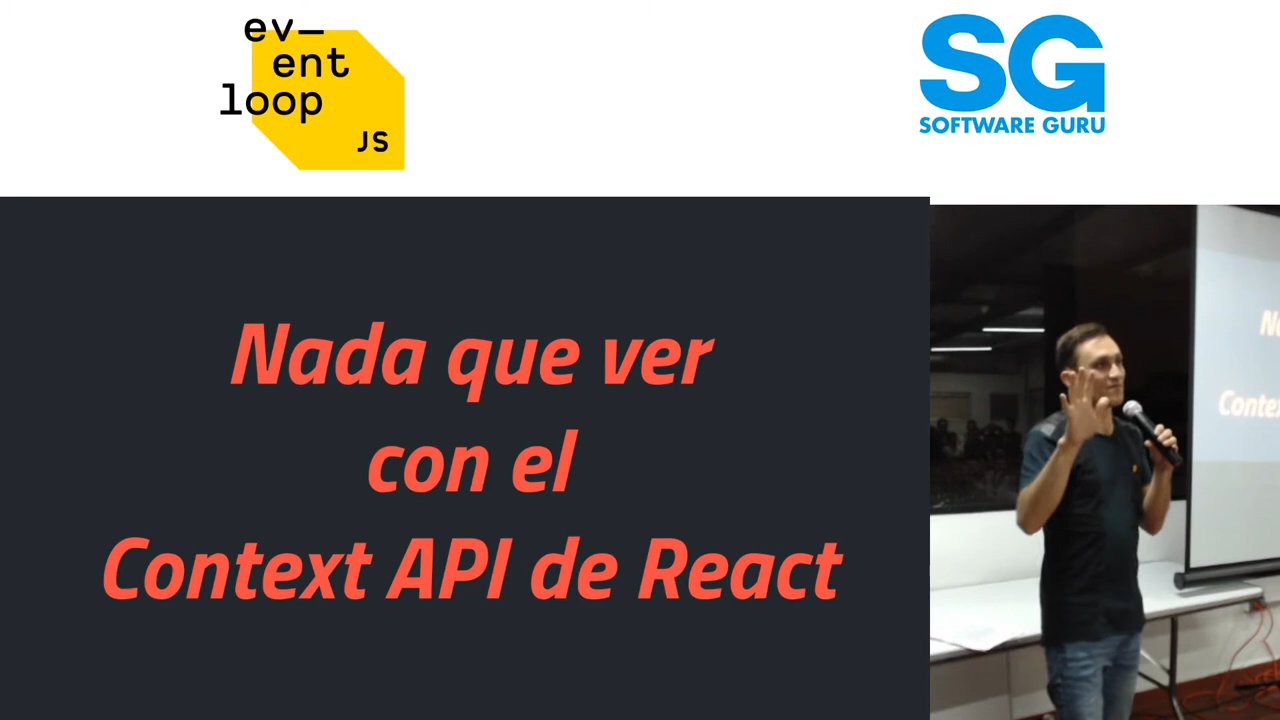 ev—
ent
loop
JS
SG
SOFTWARE GURU
Nada que ver
con el
Context API de React